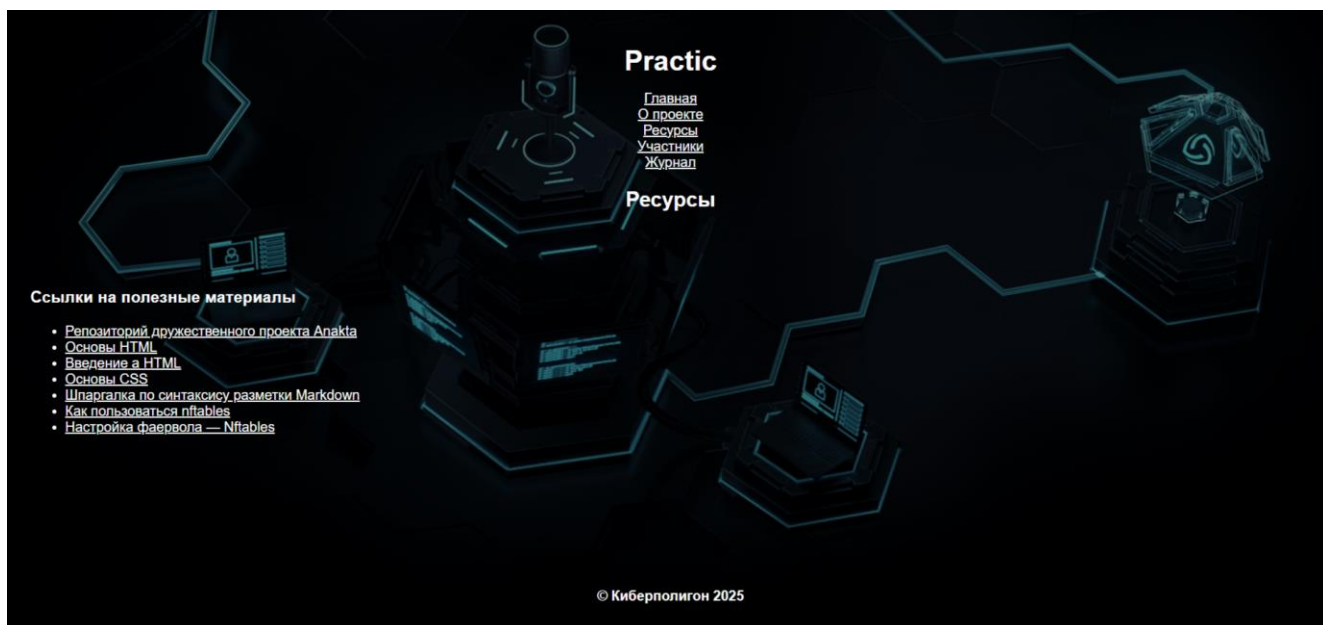 Practic
Главная
О проекте
Ресурсы
Участники
Журнал
Ресурсы
Ссылки на полезные материалы
Репозиторий дружественного проекта Anakta
Основы HTML
Введение а HTML
Основы CSS
Шпаргалка по синтаксису разметки Markdown
Как пользоваться nftables
Настройка фаервола — Nftables
© Киберполигон 2025